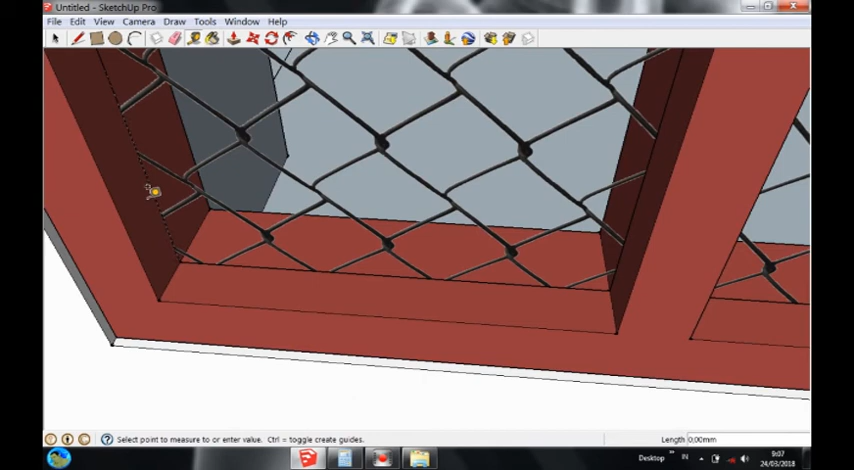 Untitled - SketchUp Pro
File Edit View Camera Draw Tools Window Help
Select point to measure to or enter value. Ctrl = toggle create guides. Length 0,00mm
Desktop » IN 9:07
24/03/2018